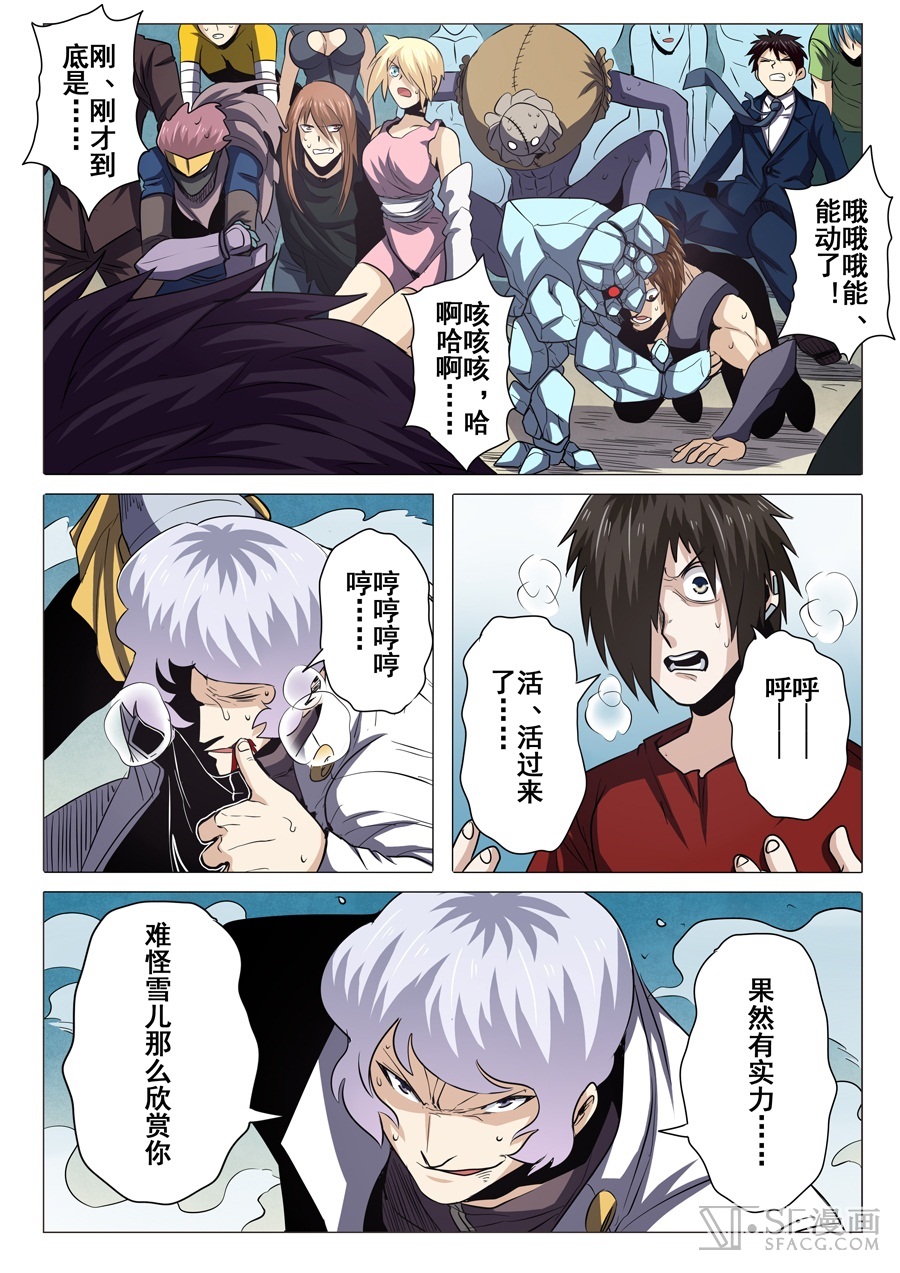 哦哦哦能、
能动了！
咳咳咳，哈
啊哈啊……
刚、刚才到
底是……
呼——
呼——
活、活过来
了……
哼哼哼哼
哼……
果然有实力……
难怪雪儿那么欣赏你
SF漫画
SFACG.COM